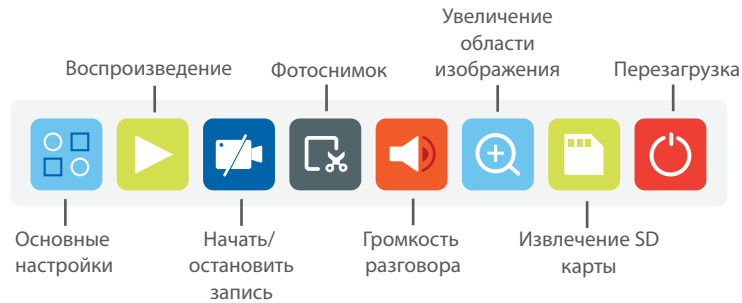 Воспроизведение
Фотоснимок
Увеличение
области
изображения
Перезагрузка
Основные
настройки
Начать/
остановить
запись
Громкость
разговора
Извлечение SD
карты